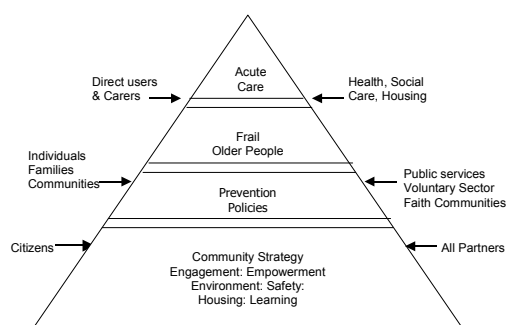 Acute
Care
Direct users
& Carers
Health, Social
Care, Housing
Frail
Older People
Individuals
Families
Communities
Public services
Voluntary Sector
Faith Communities
Prevention
Policies
Citizens
All Partners
Community Strategy
Engagement: Empowerment
Environment: Safety:
Housing: Learning